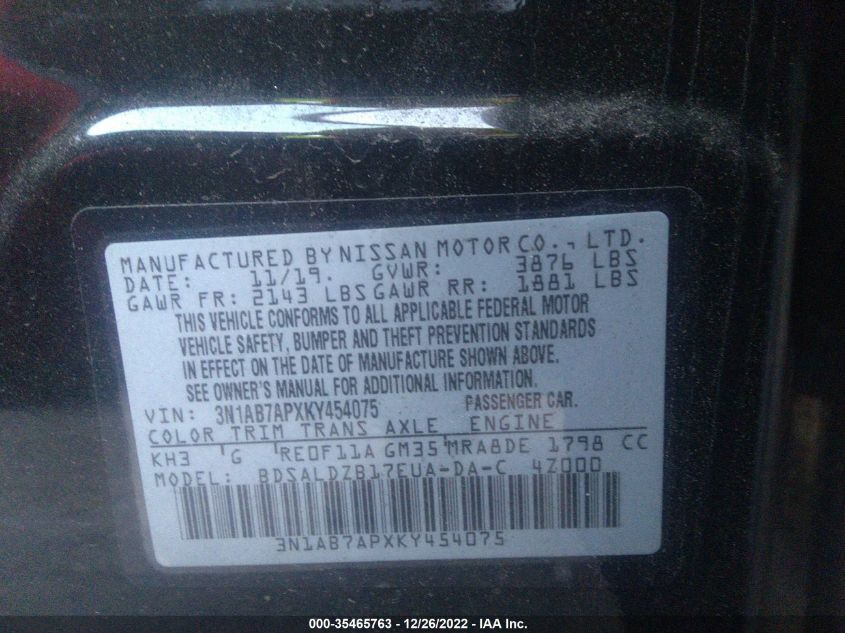 MANUFACTURED BY NISSAN MOTOR CO., LTD.
DATE: 11/19. GVWR: 3876 LBS
GAWR FR: 2143 LBS GAWR RR: 1881 LBS
THIS VEHICLE CONFORMS TO ALL APPLICABLE FEDERAL MOTOR
VEHICLE SAFETY, BUMPER AND THEFT PREVENTION STANDARDS
IN EFFECT ON THE DATE OF MANUFACTURE SHOWN ABOVE.
SEE OWNER'S MANUAL FOR ADDITIONAL INFORMATION.
VIN: 3N1AB7APXKY454075 PASSENGER CAR.
COLOR TRIM TRANS AXLE ENGINE
KH3 G RE0F11A GM35 MRA8DE 1798 CC
MODEL: BDSALDZB17EUA-DA-C 4Z000
3N1AB7APXKY454075
000-35465763 - 12/26/2022 - IAA Inc.